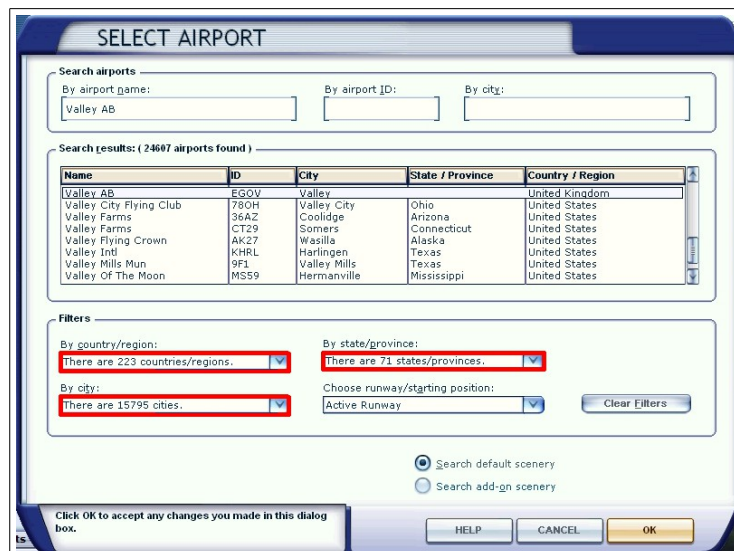 SELECT AIRPORT
Search airports
By airport name: By airport ID: By city:
Valley AB
Search results: ( 24607 airports found )
Name ID City State / Province Country / Region
Valley AB EGOV Valley United Kingdom
Valley City Flying Club 78OH Valley City Ohio United States
Valley Farms 36AZ Coolidge Arizona United States
Valley Farms CT29 Somers Connecticut United States
Valley Flying Crown AK27 Wasilla Alaska United States
Valley Intl KHRL Harlingen Texas United States
Valley Mills Mun 9F1 Valley Mills Texas United States
Valley Of The Moon MS59 Hermanville Mississippi United States
Filters
By country/region: By state/province:
There are 223 countries/regions. There are 71 states/provinces.
By city: Choose runway/starting position:
There are 15795 cities. Active Runway Clear Filters
Search default scenery
Search add-on scenery
Click OK to accept any changes you made in this dialog
box.
ts HELP CANCEL OK